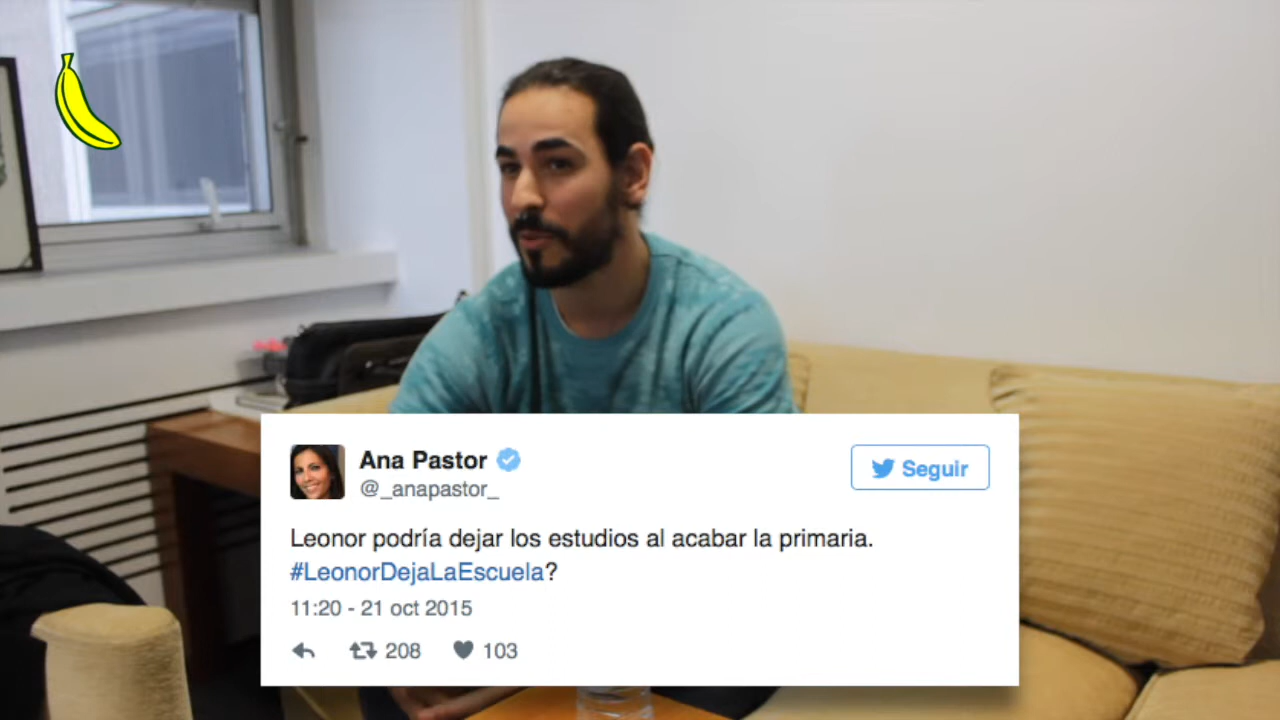 Ana Pastor
@_anapastor_
Seguir
Leonor podría dejar los estudios al acabar la primaria.
#LeonorDejaLaEscuela?
11:20 - 21 oct 2015
208 103